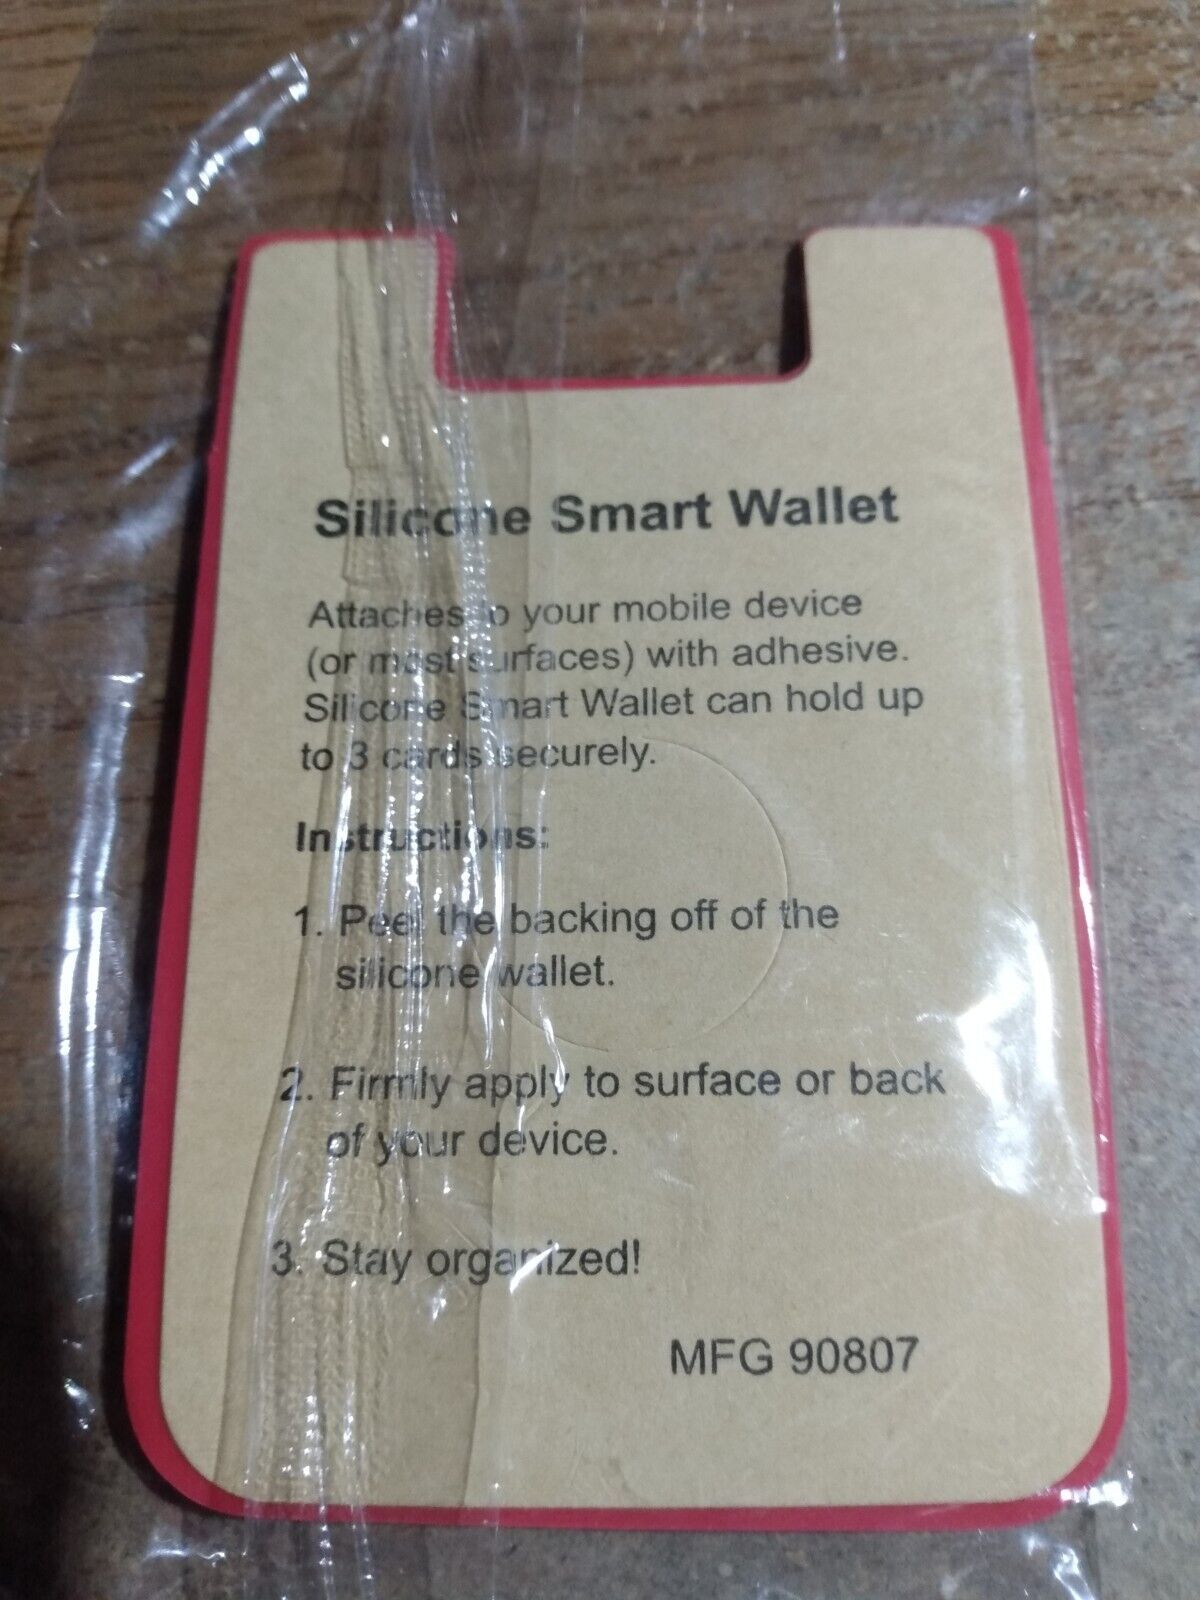 Silicone Smart Wallet
Attaches to your mobile device
(or most surfaces) with adhesive.
Silicone Smart Wallet can hold up
to 3 cards securely.
Instructions:
1. Peel the backing off of the
silicone wallet.
2. Firmly apply to surface or back
of your device.
3. Stay organized!
MFG 90807